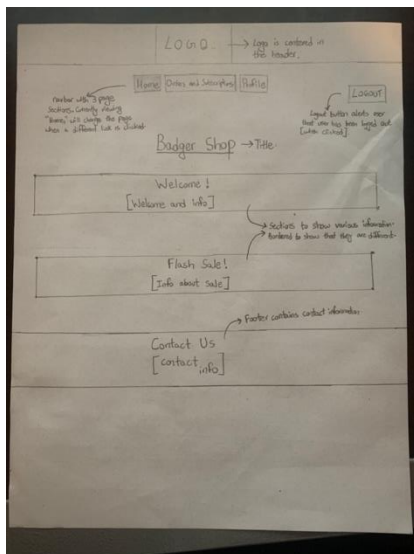 LOGO
→ Logo is centered in
the header.
Home Orders and Subscriptions Profile
Navbar with 3 page
sections. Currently viewing
"Home," will change the page
when a different link is clicked
LOGOUT
Logout button alerts user
that user has been logged out
[when clicked]
Badger Shop → Title
Welcome!
[Welcome and info]
Sections to show various information.
Bordered to show that they are different.
Flash Sale!
[Info about Sale]
Footer contains contact information
Contact Us
[contact info]